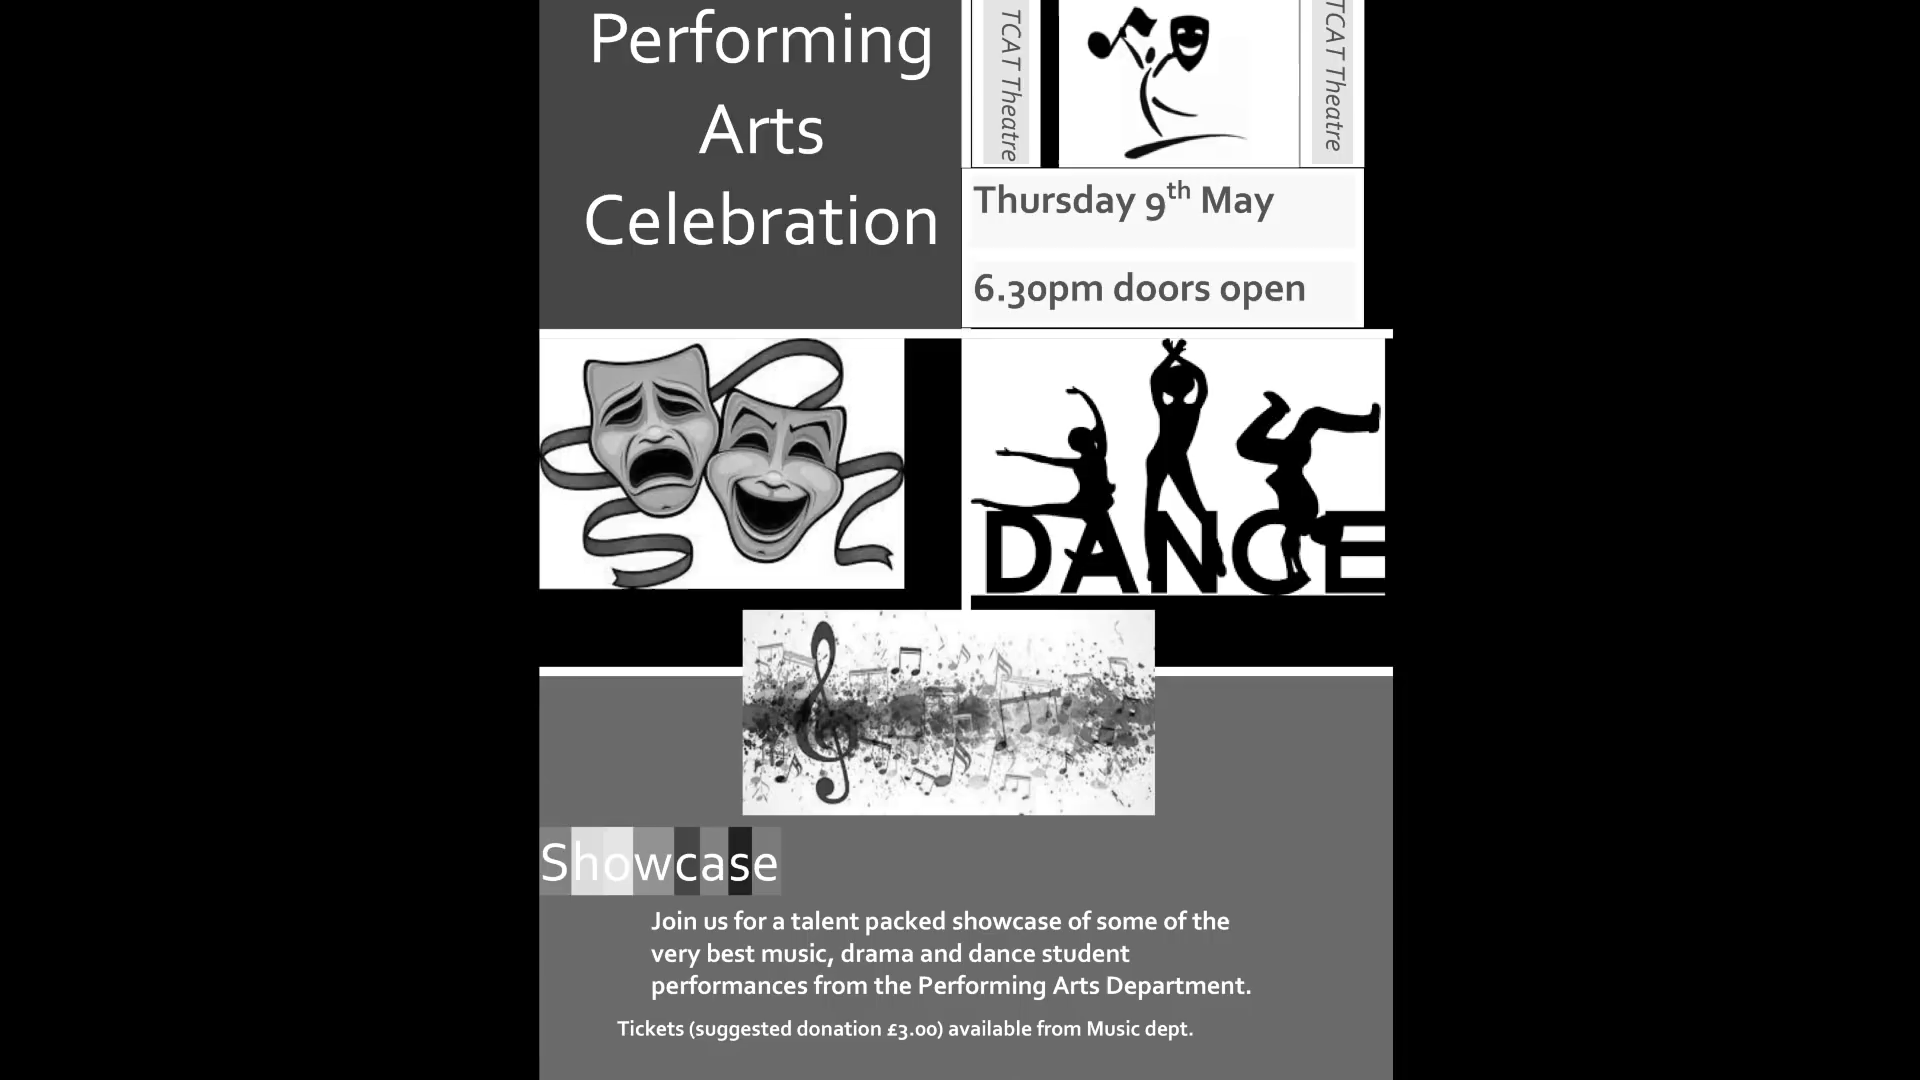 Performing
Arts
Celebration
TCAT Theatre
TCAT Theatre
Thursday 9th May
6.30pm doors open
DANCE
Showcase
Join us for a talent packed showcase of some of the
very best music, drama and dance student
performances from the Performing Arts Department.
Tickets (suggested donation £3.00) available from Music dept.